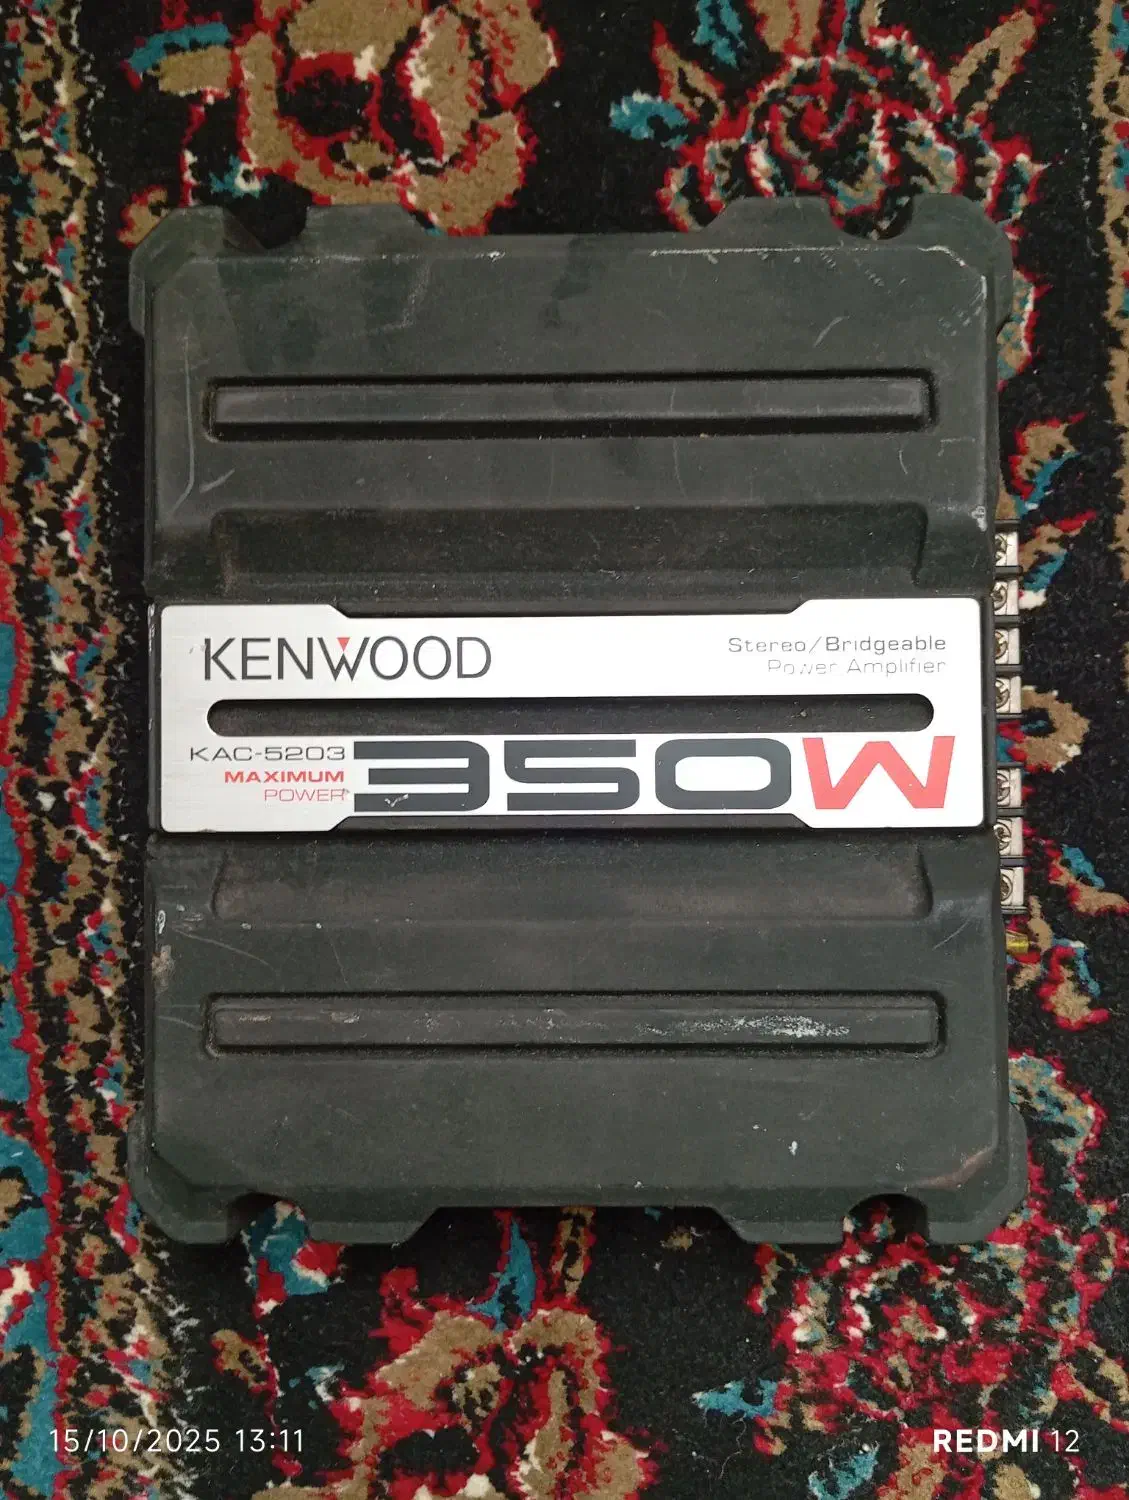 KENWOOD
Stereo/Bridgeable
Power Amplifier
KAC-5203
MAXIMUM
POWER
350W
15/10/2025 13:11
REDMI 12